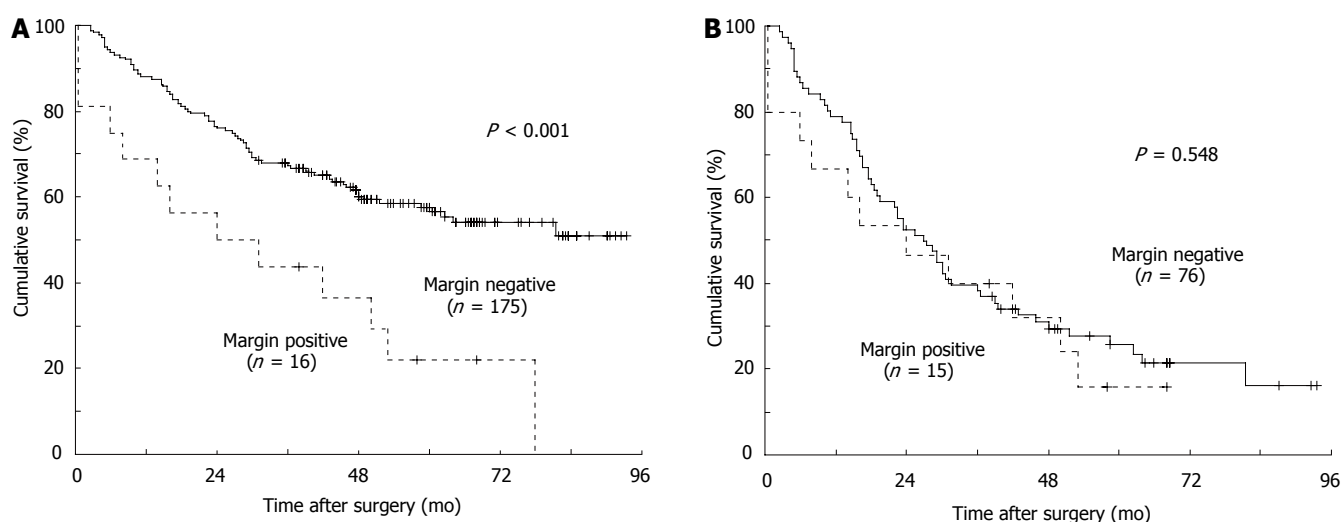 A
100
80
60
40
20
0
Cumulative survival (%)
P < 0.001
Margin negative
(n = 175)
Margin positive
(n = 16)
0 24 48 72 96
Time after surgery (mo)
B
100
80
60
40
20
0
Cumulative survival (%)
P = 0.548
Margin negative
(n = 76)
Margin positive
(n = 15)
0 24 48 72 96
Time after surgery (mo)